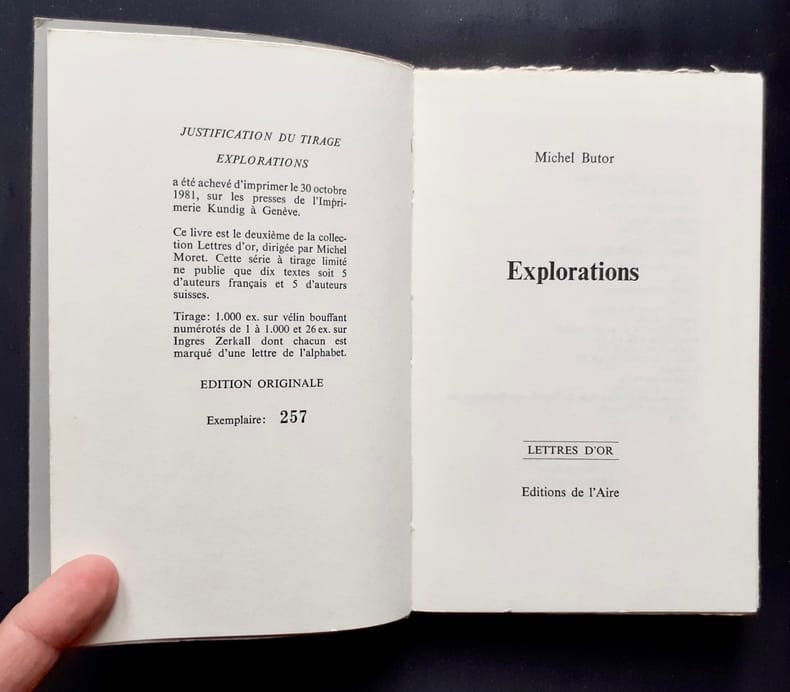 JUSTIFICATION DU TIRAGE
EXPLORATIONS
a été achevé d'imprimer le 30 octobre
1981, sur les presses de l'Impri-
merie Kundig à Genève.
Ce livre est le deuxième de la collec-
tion Lettres d'or, dirigée par Michel
Moret. Cette série à tirage limité
ne publie que dix textes soit 5
d'auteurs français et 5 d'auteurs
suisses.
Tirage: 1.000 ex. sur vélin bouffant
numérotés de 1 à 1.000 et 26 ex. sur
Ingres Zerkall dont chacun est
marqué d'une lettre de l'alphabet.
EDITION ORIGINALE
Exemplaire: 257
Michel Butor
Explorations
LETTRES D'OR
Editions de l'Aire